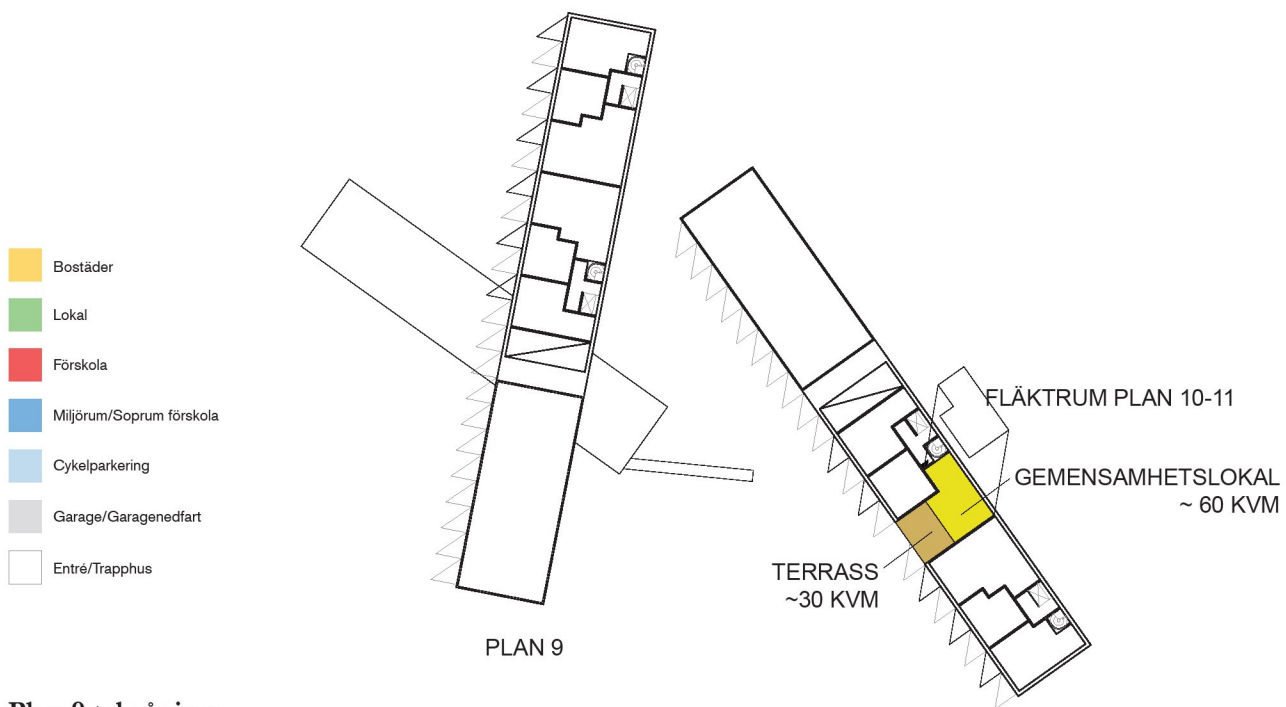 Bostäder
Lokal
Förskola
Miljörum/Soprum förskola
Cykelparkering
Garage/Garagenedfart
Entré/Trapphus
FLÄKTRUM PLAN 10-11
GEMENSAMHETSLOKAL
~ 60 KVM
TERRASS
~30 KVM
PLAN 9